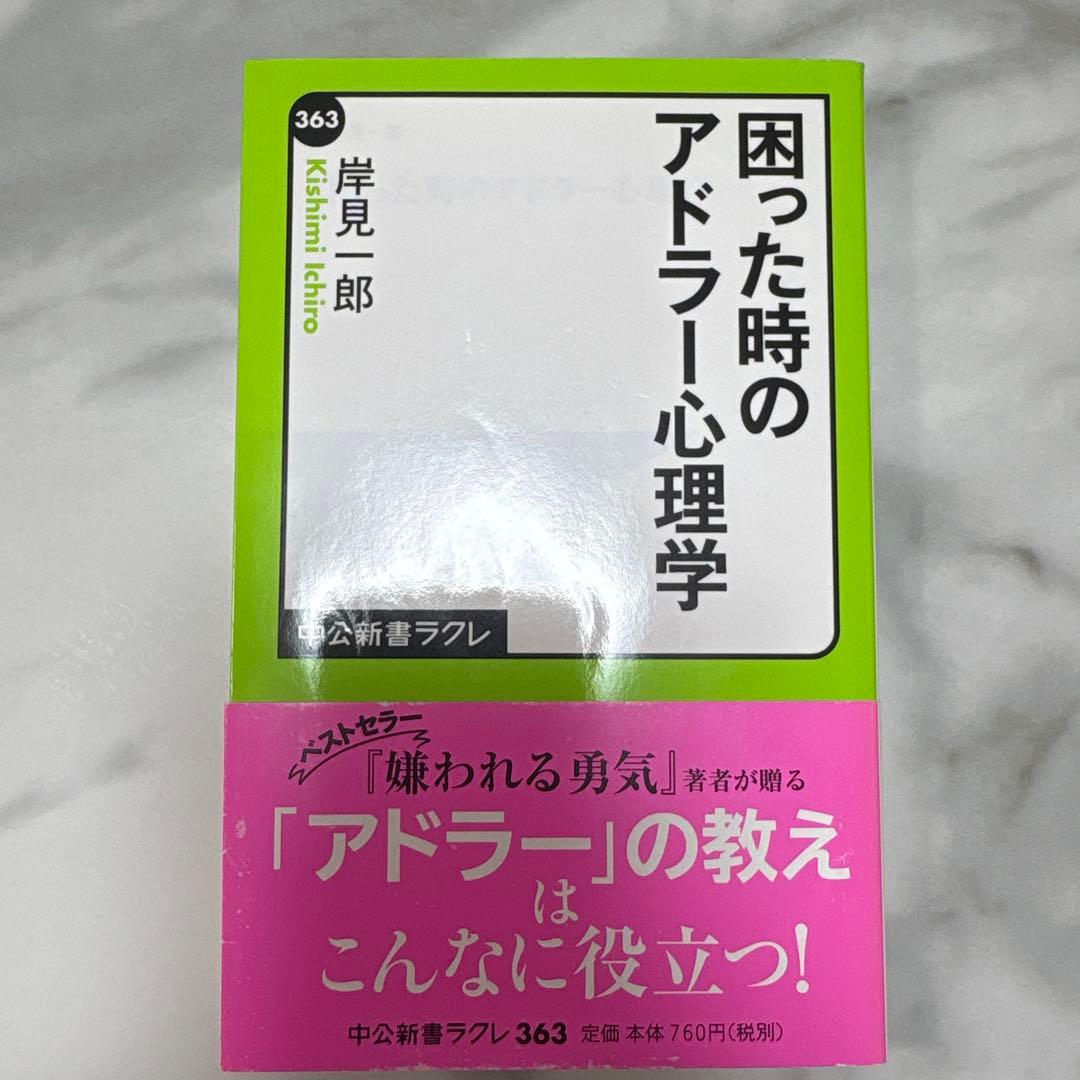 困った時の
アドラー心理学
363
岸見一郎
Kishimi Ichiro
中公新書ラクレ
ベストセラー
『嫌われる勇気』著者が贈る
「アドラー」の教え
は
こんなに役立つ!
中公新書ラクレ 363 定価 本体 760円(税別)